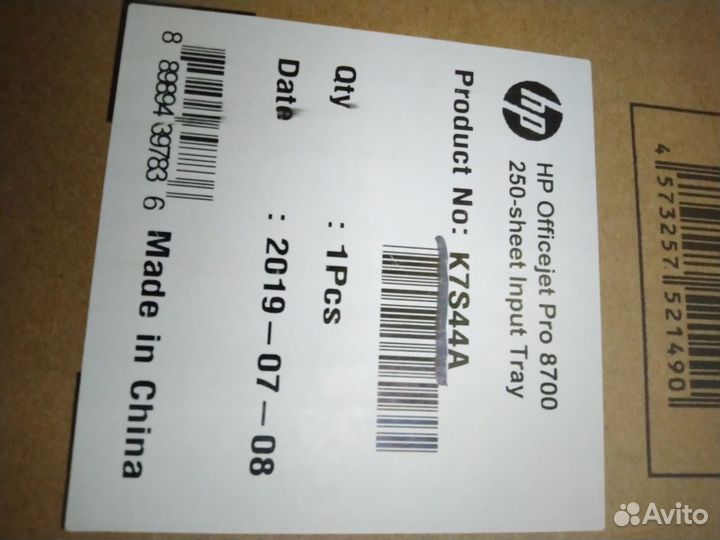 hp
HP Officejet Pro 8700
250-sheet Input Tray
Product No: K7S44A
Qty : 1Pcs
Date : 2019-07-08
8 89894 39783 6
Made in China
4 573257 521490
Avito